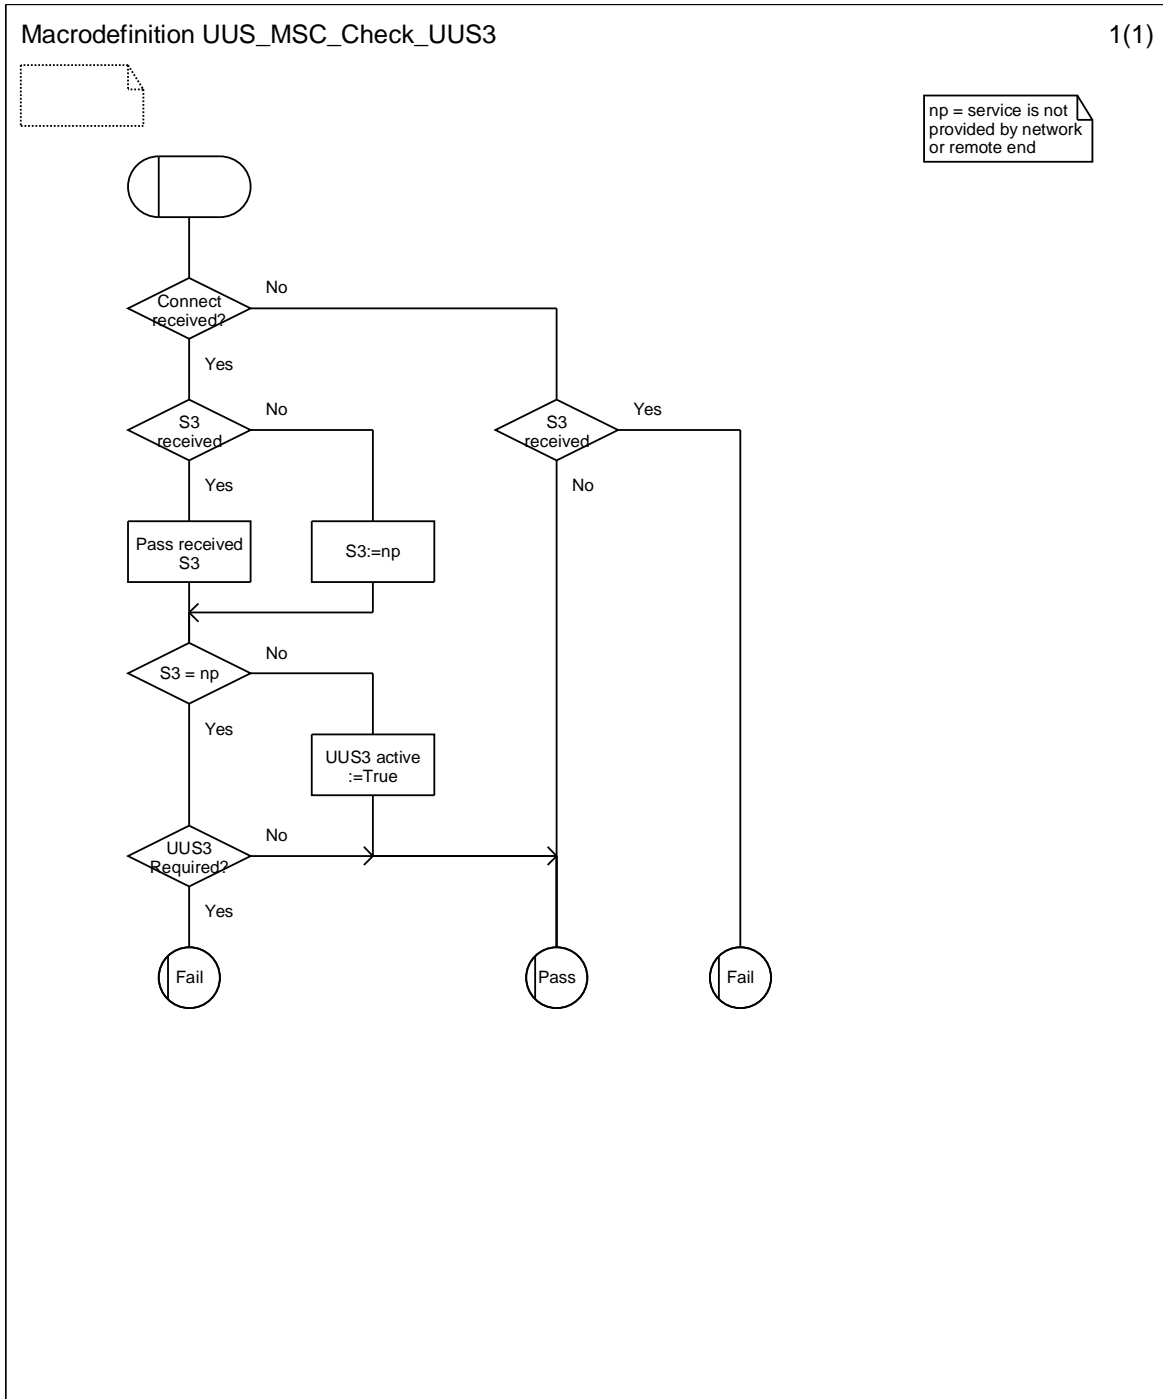 Macrodefinition UUS_MSC_Check_UUS3
1(1)
np = service is not
provided by network
or remote end
Connect
received?
No
Yes
S3
received
No
S3
received
Yes
Yes
No
Pass received
S3
S3:=np
S3 = np
No
Yes
UUS3 active
:=True
UUS3
Required?
No
Yes
Fail
Pass
Fail